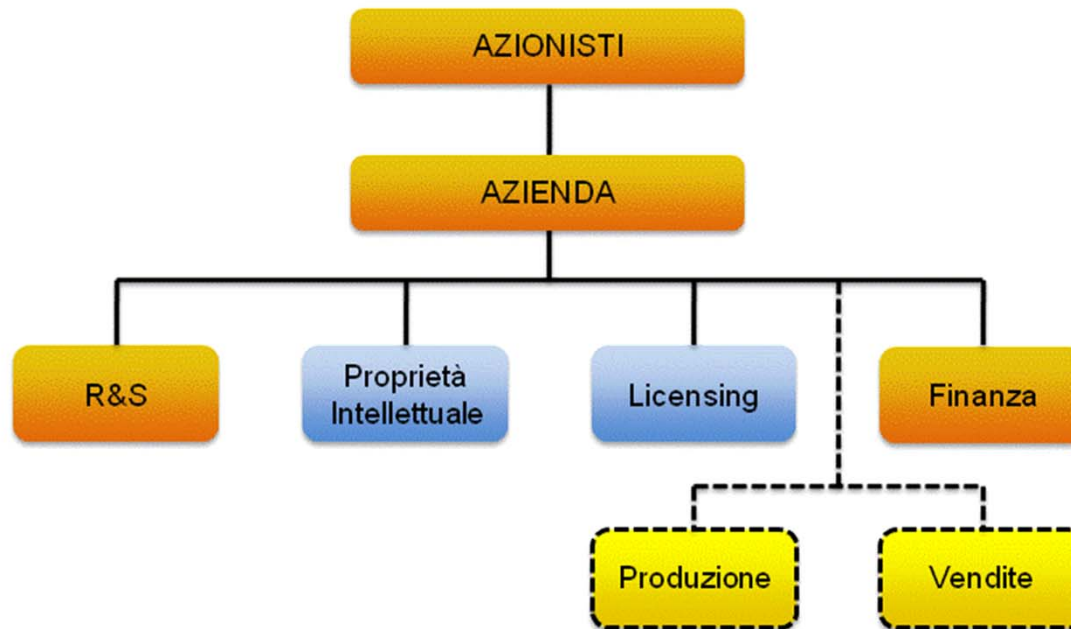 AZIONISTI
AZIENDA
R&S
Proprietà
Intellettuale
Licensing
Finanza
Produzione
Vendite